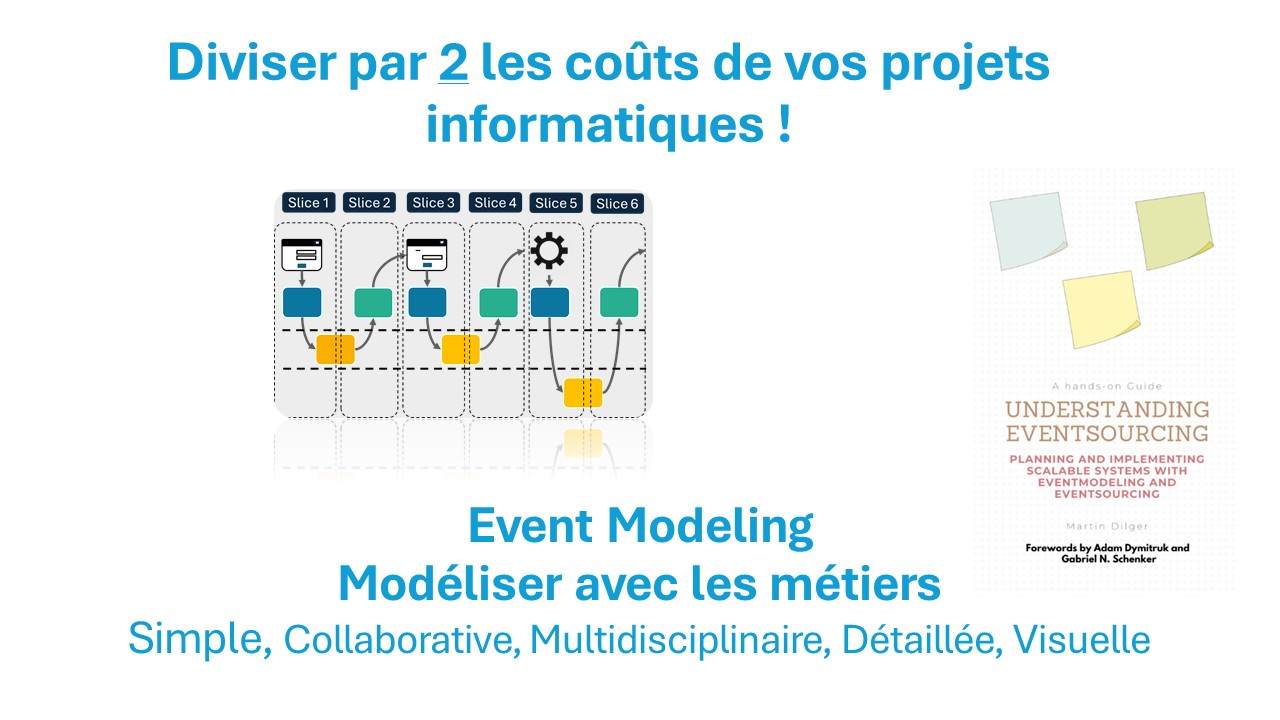 Diviser par 2 les coûts de vos projets
informatiques !
Slice 1 Slice 2 Slice 3 Slice 4 Slice 5 Slice 6
A hands-on Guide
UNDERSTANDING
EVENTSOURCING
PLANNING AND IMPLEMENTING
SCALABLE SYSTEMS WITH
EVENTMODELING AND
EVENTSOURCING
Martin Dilger
Forewords by Adam Dymitruk and
Gabriel N. Schenker
Event Modeling
Modéliser avec les métiers
Simple, Collaborative, Multidisciplinaire, Détaillée, Visuelle